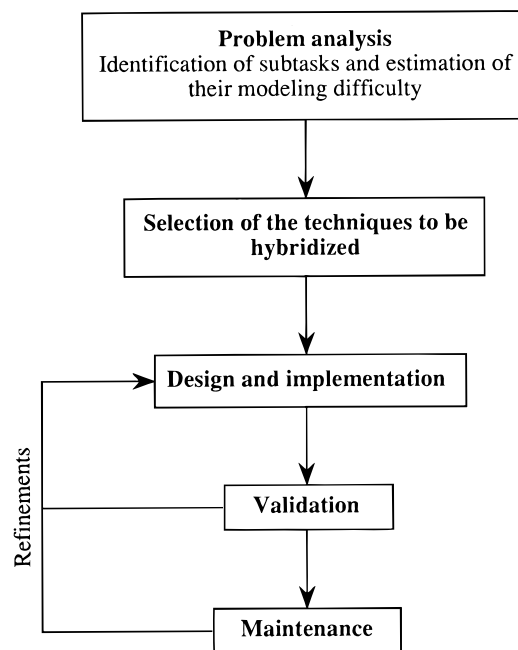 Problem analysis
Identification of subtasks and estimation of
their modeling difficulty
Selection of the techniques to be
hybridized
Design and implementation
Refinements
Validation
Maintenance